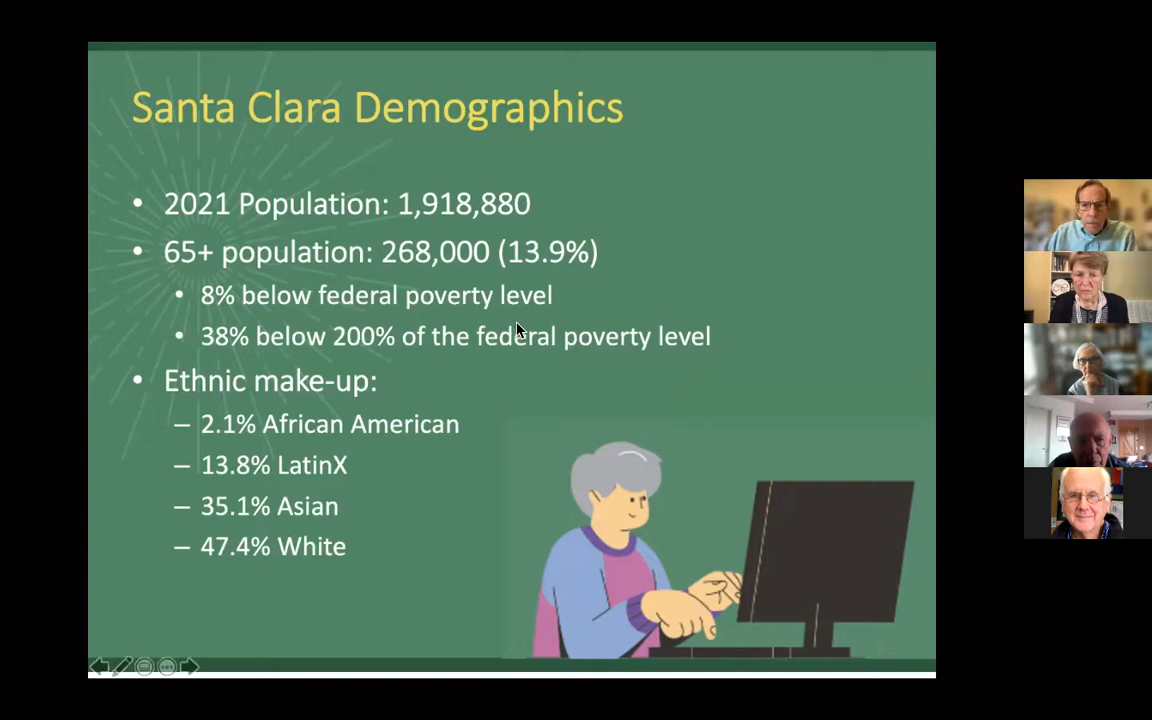 Santa Clara Demographics
• 2021 Population: 1,918,880
• 65+ population: 268,000 (13.9%)
• 8% below federal poverty level
• 38% below 200% of the federal poverty level
• Ethnic make-up:
– 2.1% African American
– 13.8% LatinX
– 35.1% Asian
– 47.4% White